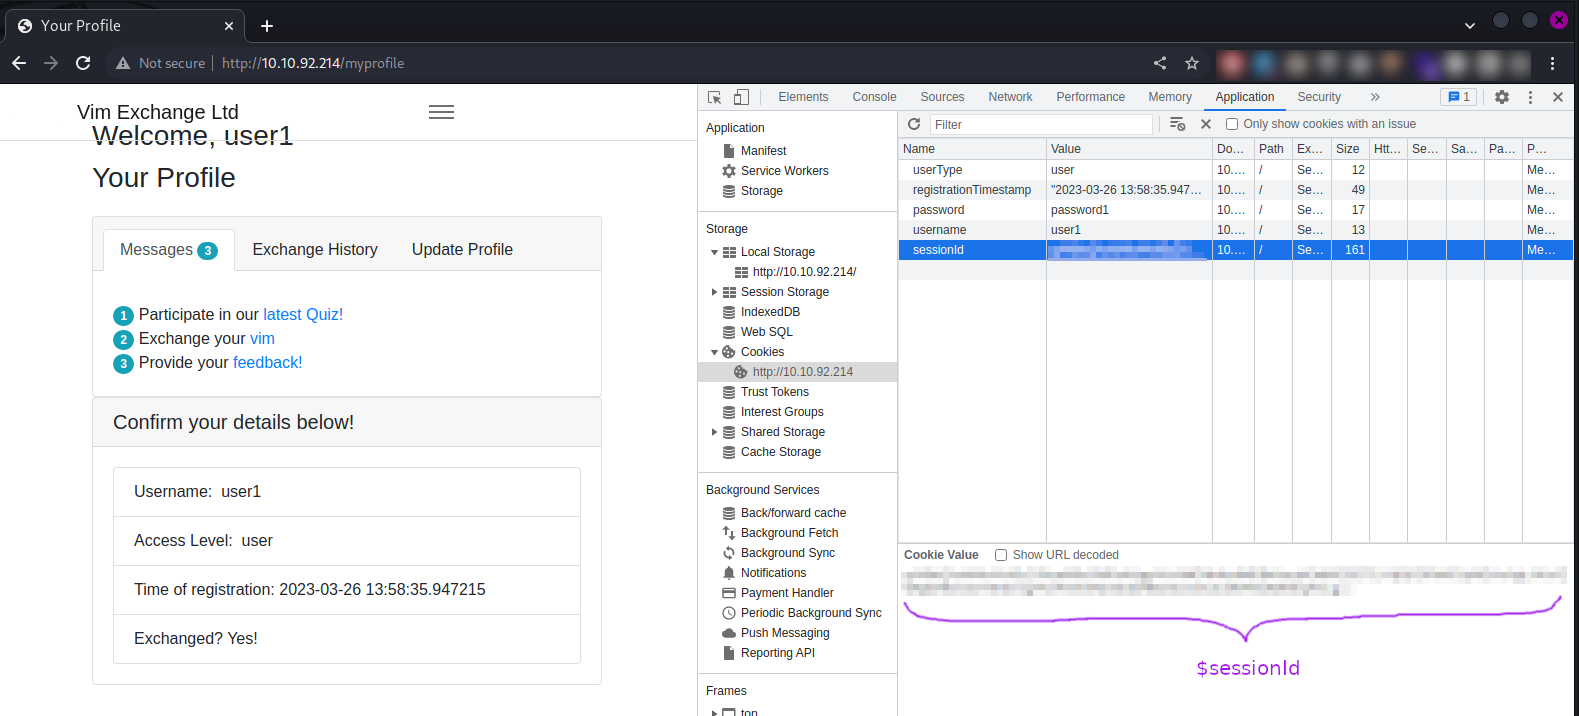 Your Profile
Not secure | http://10.10.92.214/myprofile
Vim Exchange Ltd
Welcome, user1
Your Profile
Messages 3 Exchange History Update Profile
1 Participate in our latest Quiz!
2 Exchange your vim
3 Provide your feedback!
Confirm your details below!
Username: user1
Access Level: user
Time of registration: 2023-03-26 13:58:35.947215
Exchanged? Yes!
Elements Console Sources Network Performance Memory Application Security » 1
Application
Manifest
Service Workers
Storage
Storage
Local Storage
http://10.10.92.214/
Session Storage
IndexedDB
Web SQL
Cookies
http://10.10.92.214
Trust Tokens
Interest Groups
Shared Storage
Cache Storage
Background Services
Back/forward cache
Background Fetch
Background Sync
Notifications
Payment Handler
Periodic Background Sync
Push Messaging
Reporting API
Frames
top
Filter
Only show cookies with an issue
Name Value Do... Path Ex... Size Htt... Se... Sa... Pa... P...
userType user 10.... / Se... 12 Me...
registrationTimestamp "2023-03-26 13:58:35.947... 10.... / Se... 49 Me...
password password1 10.... / Se... 17 Me...
username user1 10.... / Se... 13 Me...
sessionId 10.... / Se... 161 Me...
Cookie Value Show URL decoded
$sessionId